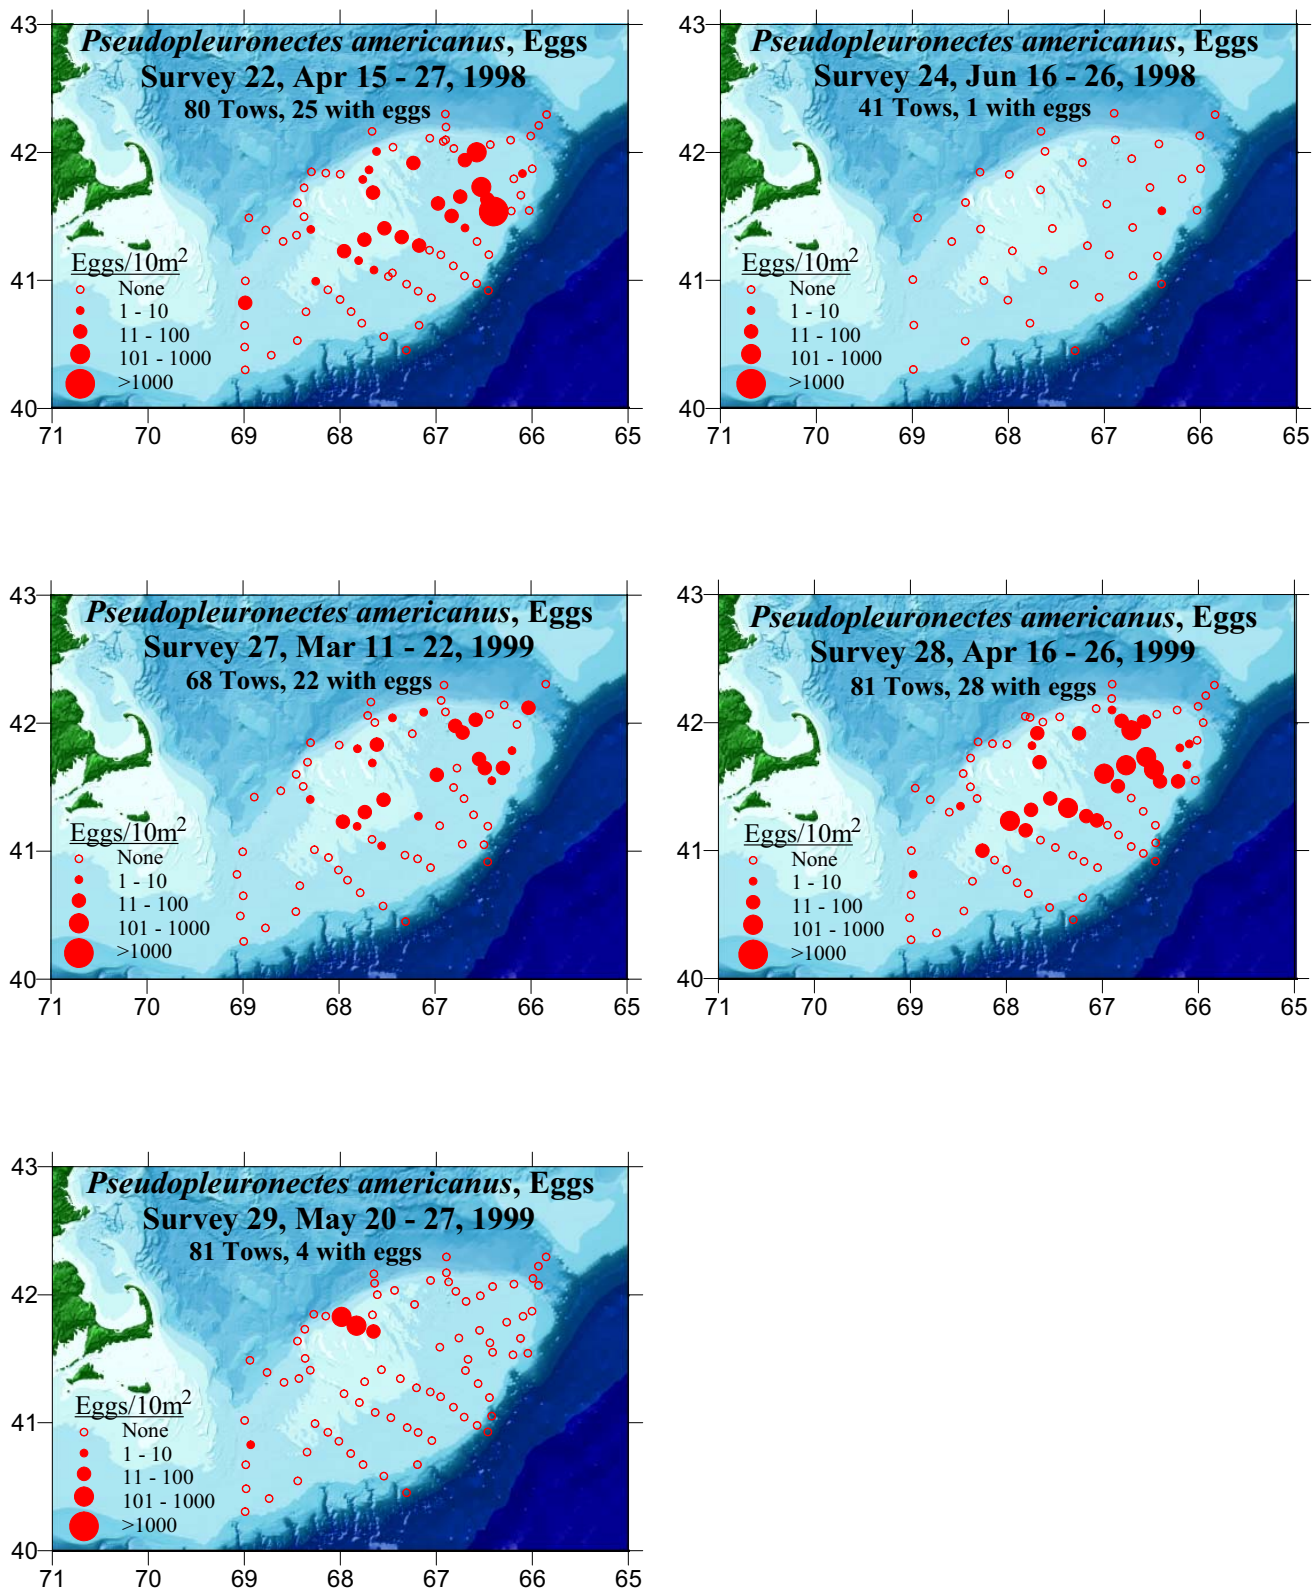 Pseudopleuronectes americanus, Eggs
Survey 22, Apr 15 - 27, 1998
80 Tows, 25 with eggs
Eggs/10m2
None
1 - 10
11 - 100
101 - 1000
>1000
43
42
41
40
71 70 69 68 67 66 65
Pseudopleuronectes americanus, Eggs
Survey 24, Jun 16 - 26, 1998
41 Tows, 1 with eggs
Eggs/10m2
None
1 - 10
11 - 100
101 - 1000
>1000
43
42
41
40
71 70 69 68 67 66 65
Pseudopleuronectes americanus, Eggs
Survey 27, Mar 11 - 22, 1999
68 Tows, 22 with eggs
Eggs/10m2
None
1 - 10
11 - 100
101 - 1000
>1000
43
42
41
40
71 70 69 68 67 66 65
Pseudopleuronectes americanus, Eggs
Survey 28, Apr 16 - 26, 1999
81 Tows, 28 with eggs
Eggs/10m2
None
1 - 10
11 - 100
101 - 1000
>1000
43
42
41
40
71 70 69 68 67 66 65
Pseudopleuronectes americanus, Eggs
Survey 29, May 20 - 27, 1999
81 Tows, 4 with eggs
Eggs/10m2
None
1 - 10
11 - 100
101 - 1000
>1000
43
42
41
40
71 70 69 68 67 66 65